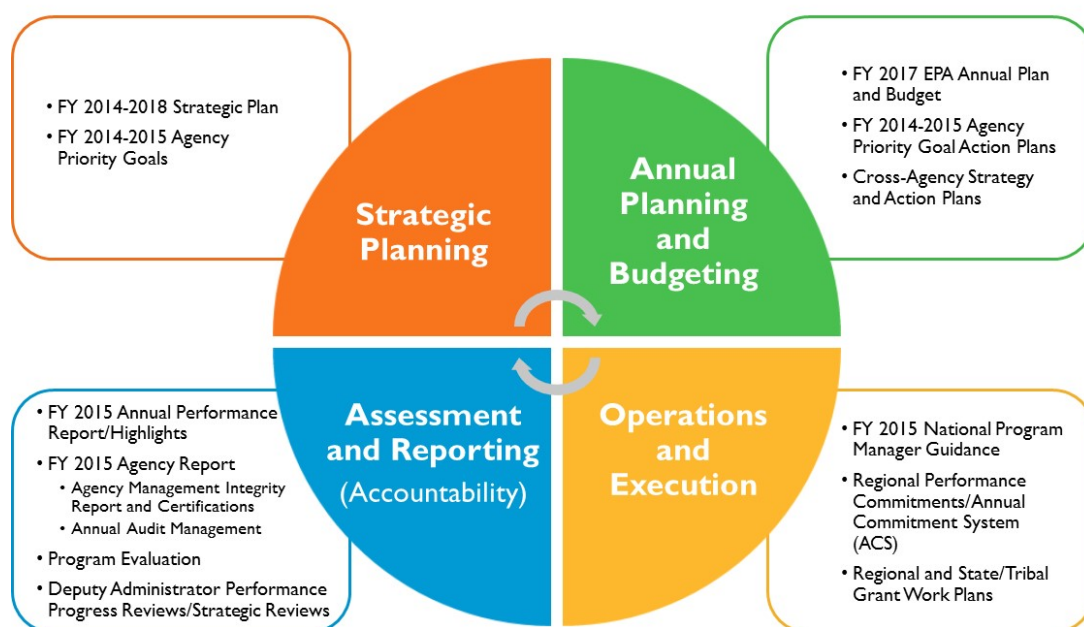 • FY 2014-2018 Strategic Plan
• FY 2014-2015 Agency
Priority Goals
Strategic
Planning
Annual
Planning
and
Budgeting
• FY 2017 EPA Annual Plan
and Budget
• FY 2014-2015 Agency
Priority Goal Action Plans
• Cross-Agency Strategy
and Action Plans
• FY 2015 Annual Performance
Report/Highlights
• FY 2015 Agency Report
• Agency Management Integrity
Report and Certifications
• Annual Audit Management
• Program Evaluation
• Deputy Administrator Performance
Progress Reviews/Strategic Reviews
Assessment
and Reporting
(Accountability)
Operations
and
Execution
• FY 2015 National Program
Manager Guidance
• Regional Performance
Commitments/Annual
Commitment System
(ACS)
• Regional and State/Tribal
Grant Work Plans